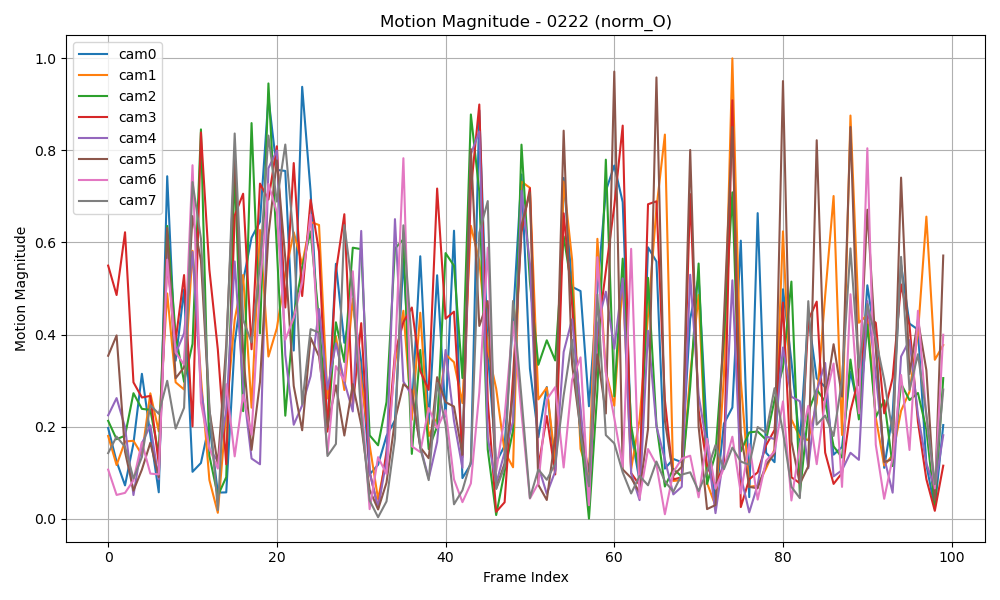 Motion Magnitude - 0222 (norm_O)
Motion Magnitude
1.0
0.8
0.6
0.4
0.2
0.0
cam0
cam1
cam2
cam3
cam4
cam5
cam6
cam7
0 20 40 60 80 100
Frame Index